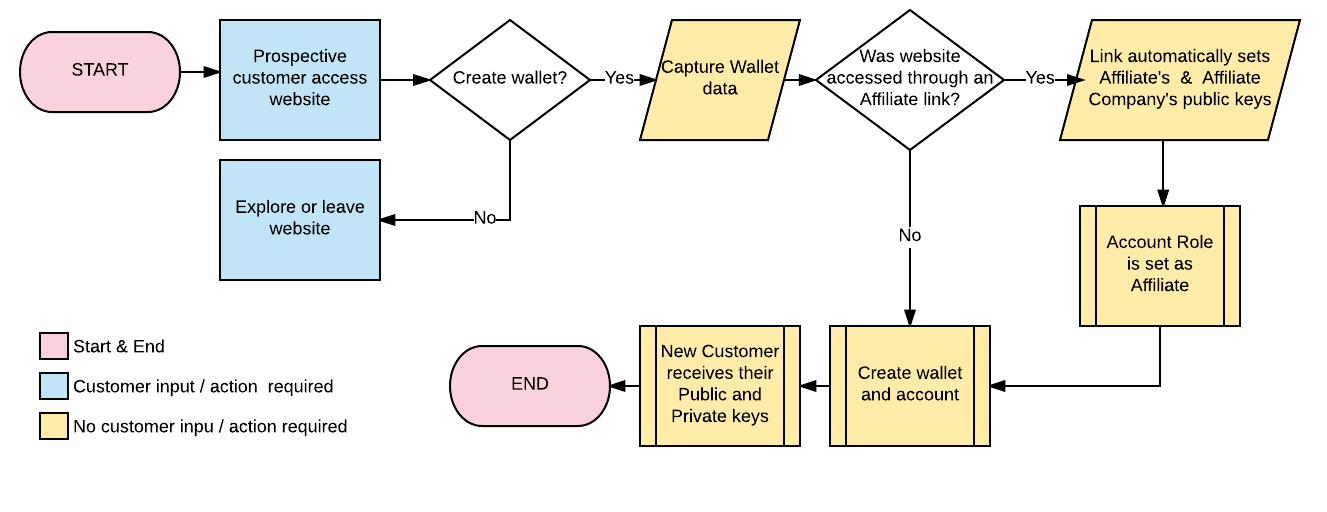 START
Prospective
customer access
website
Create wallet?
Yes
Capture Wallet
data
Was website
accessed through an
Affiliate link?
Yes
Link automatically sets
Affiliate's & Affiliate
Company's public keys
Explore or leave
website
No
No
Account Role
is set as
Affiliate
Start & End
Customer input / action required
No customer inpu / action required
END
New Customer
receives their
Public and
Private keys
Create wallet
and account